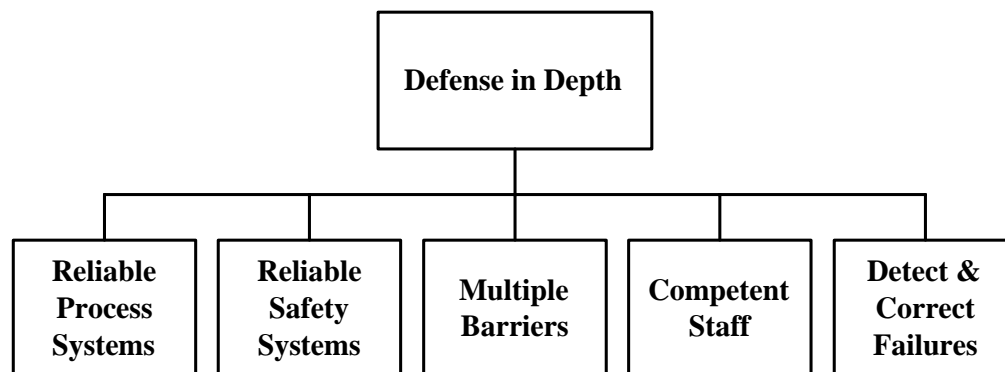 Defense in Depth
Reliable
Process
Systems
Reliable
Safety
Systems
Multiple
Barriers
Competent
Staff
Detect &
Correct
Failures